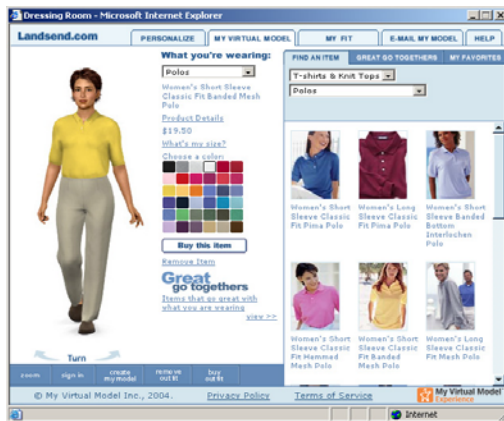 Dressing Room - Microsoft Internet Explorer
Landsend.com
PERSONALIZE
MY VIRTUAL MODEL
MY FIT
E-MAIL MY MODEL
HELP
What you're wearing:
Polos
Women's Short
Sleeve Classic
Fit Banded Mesh
Polo
Product Details
$19.50
What's my size?
Choose a color:
Buy this item
Remove Item
Great
go togethers
Items that go great with
what you are wearing
view >>
FIND AN ITEM
GREAT GO TOGETHERS
MY FAVORITES
T-shirts & Knit Tops
Polos
Women's Short
Sleeve Classic
Fit Pima Polo
Women's Long
Sleeve Classic
Fit Pima Polo
Women's Short
Sleeve Banded
Bottom
Interlochen
Polo
Women's Short
Sleeve Classic
Fit Hemmed
Mesh Polo
Women's Short
Sleeve Classic
Fit Banded
Mesh Polo
Women's Long
Sleeve Classic
Fit Mesh Polo
Turn
zoom
sign in
create
my model
remove
outfit
buy
outfit
© My Virtual Model Inc., 2004.
Privacy Policy
Terms of Service
My Virtual Model
Experience
Internet